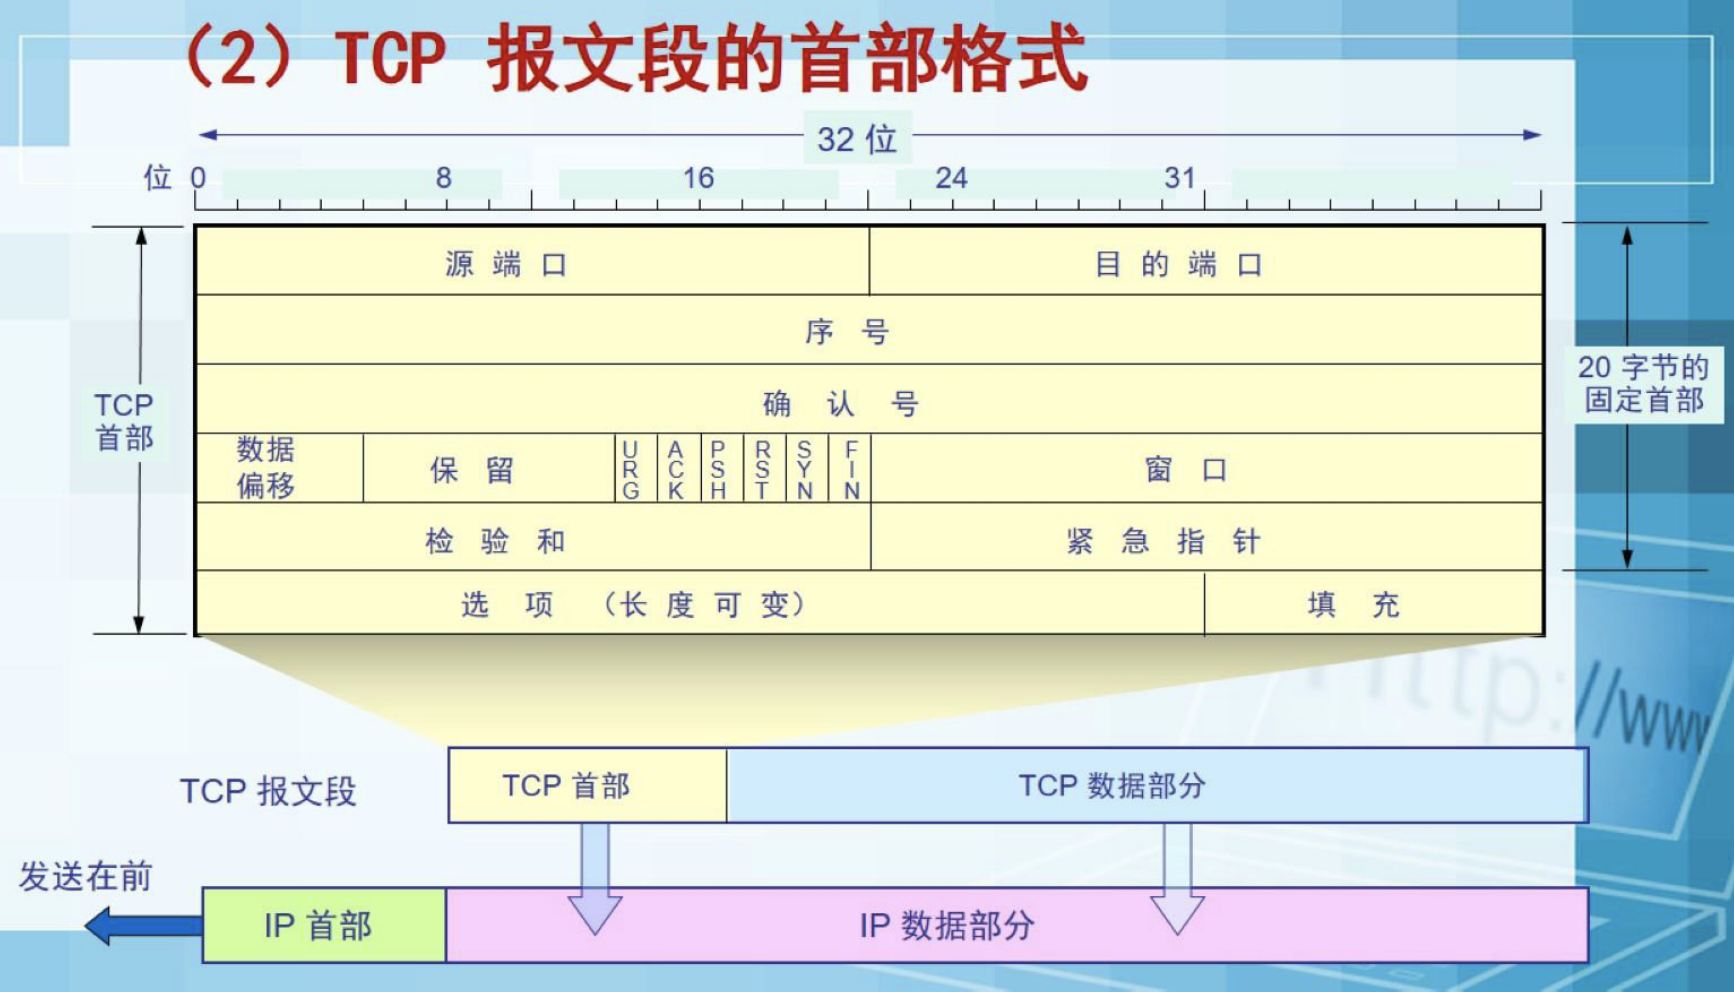 （2）TCP 报文段的首部格式
32 位
位 0 8 16 24 31
源 端 口 目 的 端 口
序 号
确 认 号
TCP
首部
20 字节的
固定首部
数据
偏移
保 留
URG
ACK
PSH
RST
SYN
FIN
窗 口
检 验 和 紧 急 指 针
选 项 （长 度 可 变） 填 充
http://www
TCP 报文段 TCP 首部 TCP 数据部分
发送在前
IP 首部 IP 数据部分